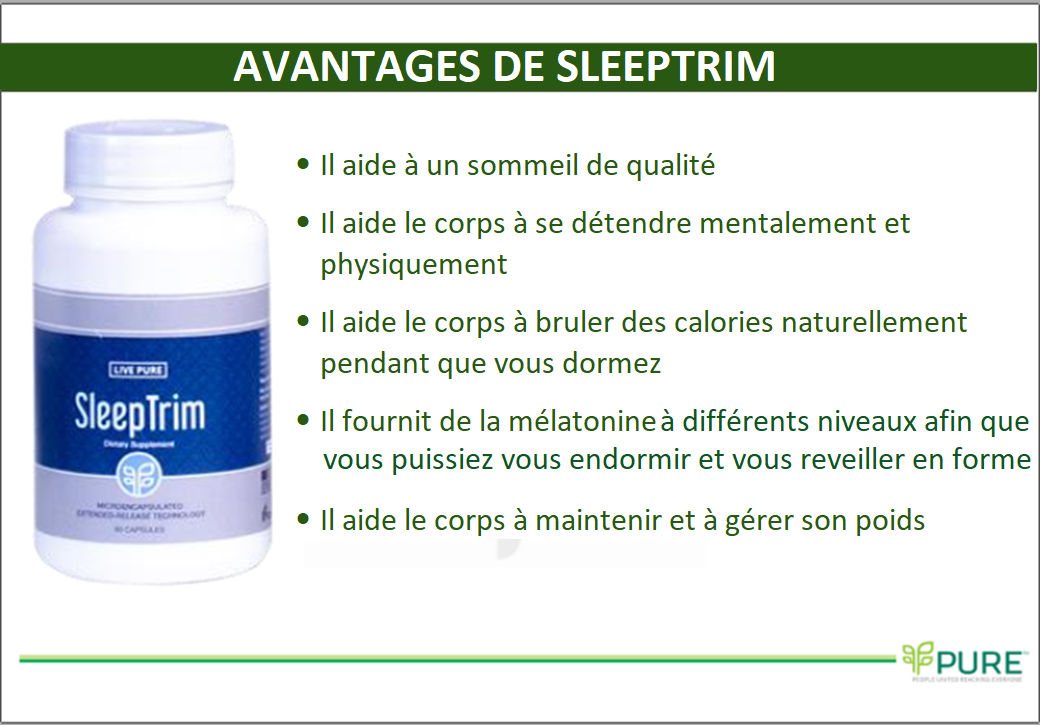 AVANTAGES DE SLEEPTRIM
• Il aide à un sommeil de qualité
• Il aide le corps à se détendre mentalement et
physiquement
• Il aide le corps à bruler des calories naturellement
pendant que vous dormez
• Il fournit de la mélatonine à différents niveaux afin que
vous puissiez vous endormir et vous reveiller en forme
• Il aide le corps à maintenir et à gérer son poids
LIVE PURE
SleepTrim
Dietary Supplement
MICROENCAPSULATED
EXTENDED-RELEASE TECHNOLOGY
CAPSULES
PURE
PEOPLE UNITED REACHING EVERYONE